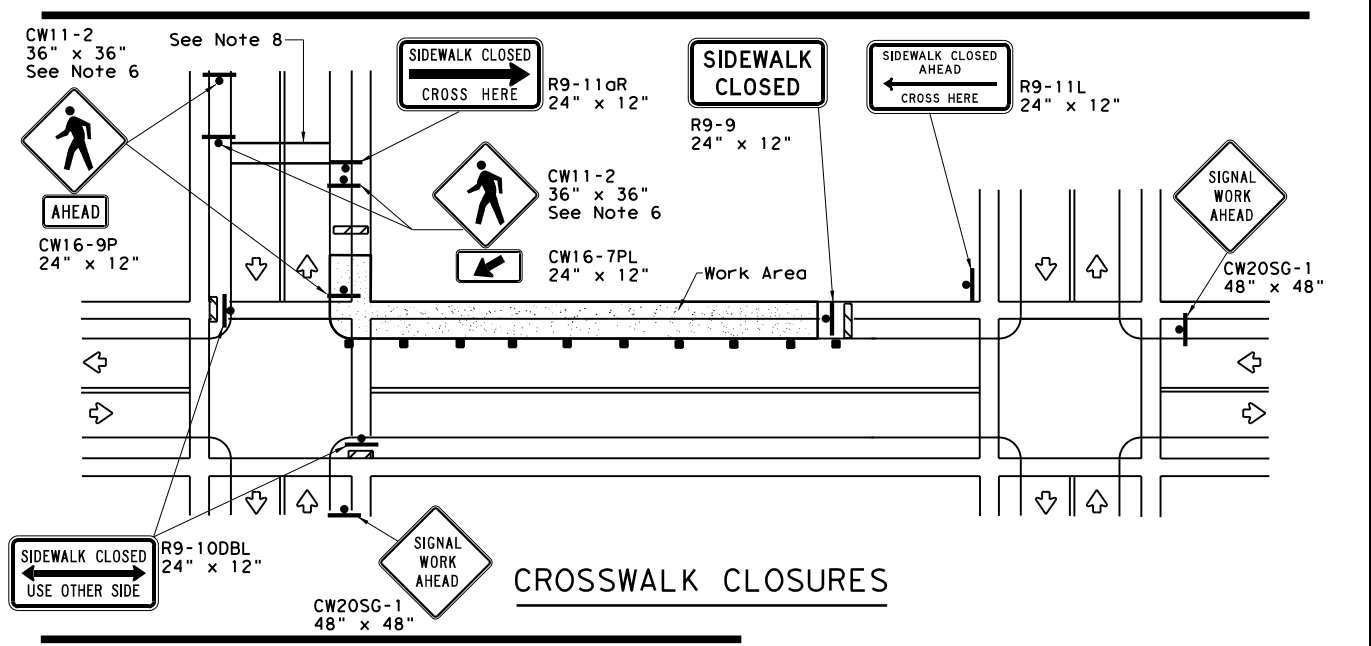 CW11-2
36" x 36"
See Note 6
See Note 8
AHEAD
CW16-9P
24" x 12"
SIDEWALK CLOSED
CROSS HERE
R9-11aR
24" x 12"
CW11-2
36" x 36"
See Note 6
CW16-7PL
24" x 12"
SIDEWALK
CLOSED
R9-9
24" x 12"
SIDEWALK CLOSED
AHEAD
CROSS HERE
R9-11L
24" x 12"
SIGNAL
WORK
AHEAD
CW20SG-1
48" x 48"
Work Area
SIDEWALK CLOSED
USE OTHER SIDE
R9-10DBL
24" x 12"
SIGNAL
WORK
AHEAD
CW20SG-1
48" x 48"
CROSSWALK CLOSURES